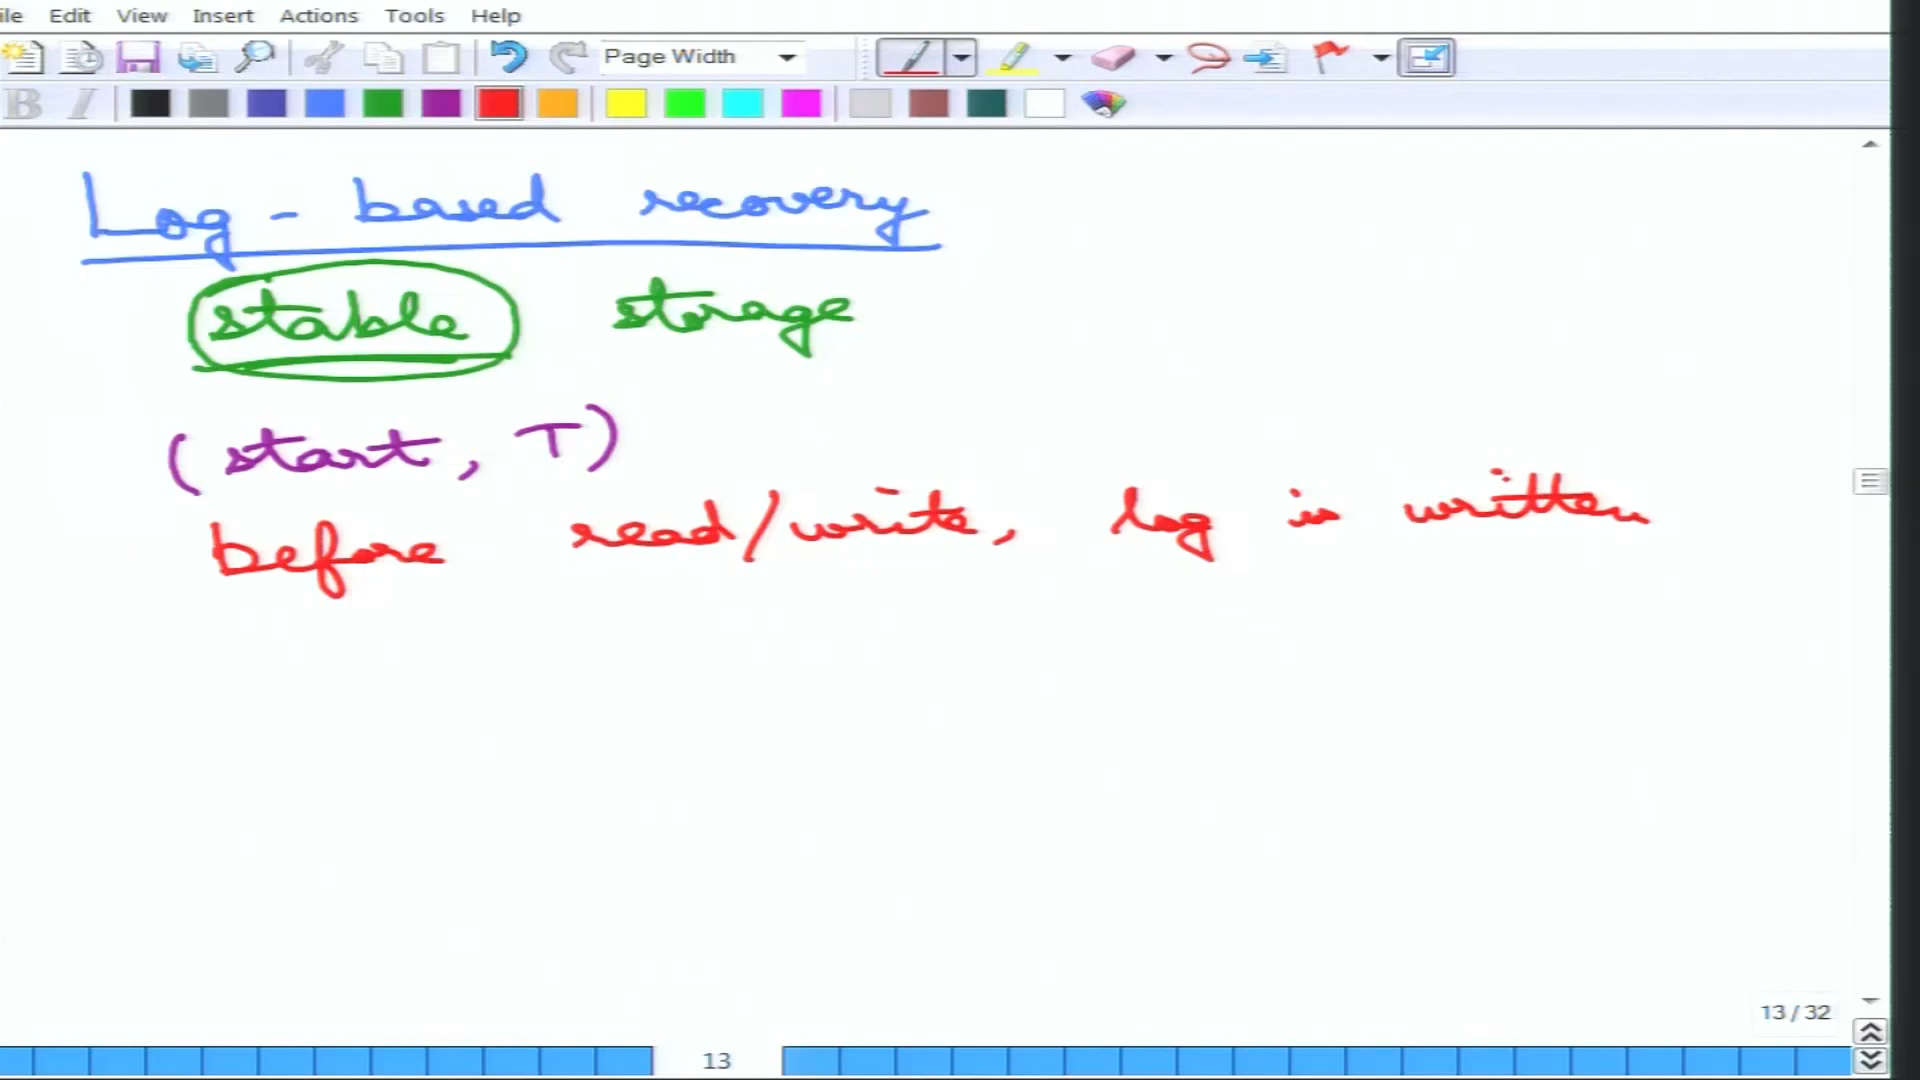 ile Edit View Insert Actions Tools Help
Page Width
B I
Log - based recovery
stable storage
(start, T)
before read/write, log is written
13 / 32
13